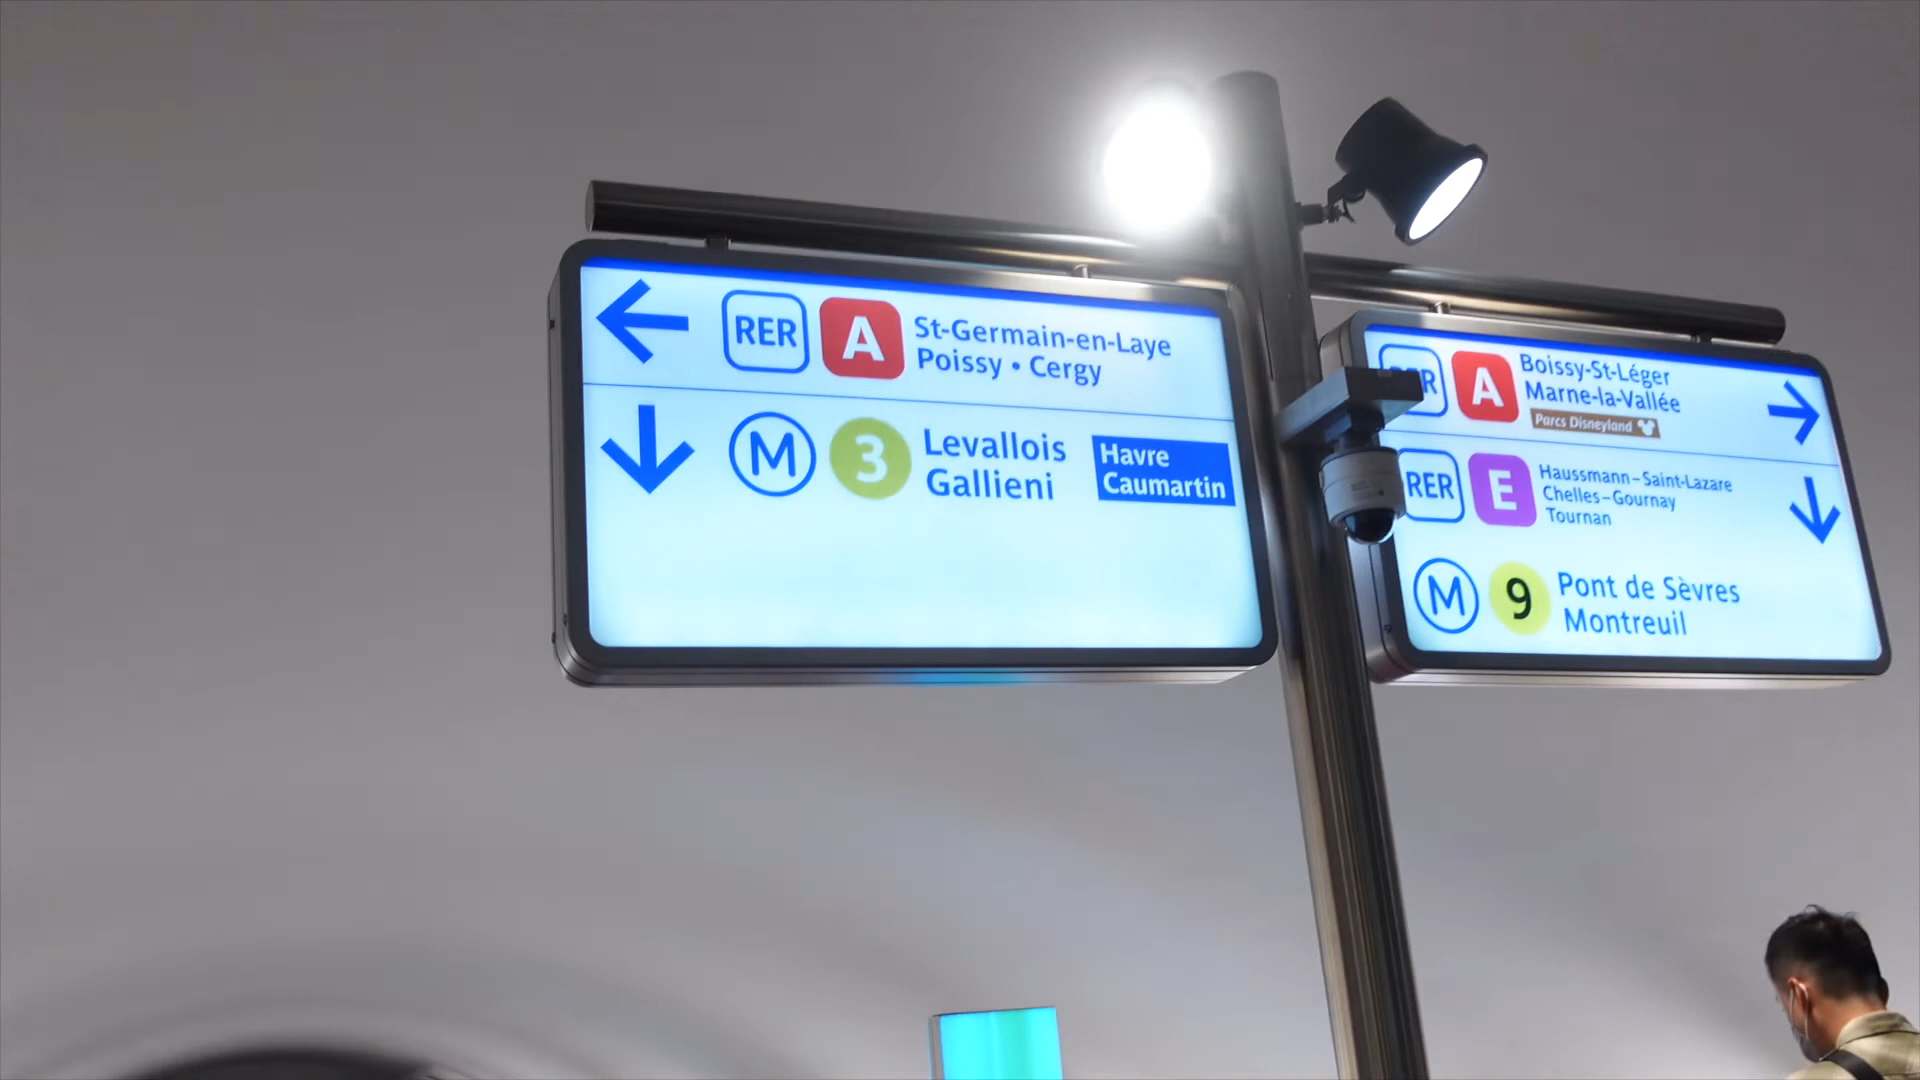 RER A St-Germain-en-Laye
Poissy • Cergy
M 3 Levallois
Gallieni
Havre
Caumartin
RER A Boissy-St-Léger
Marne-la-Vallée
Parcs Disneyland
RER E Haussmann–Saint-Lazare
Chelles–Gournay
Tournan
M 9 Pont de Sèvres
Montreuil